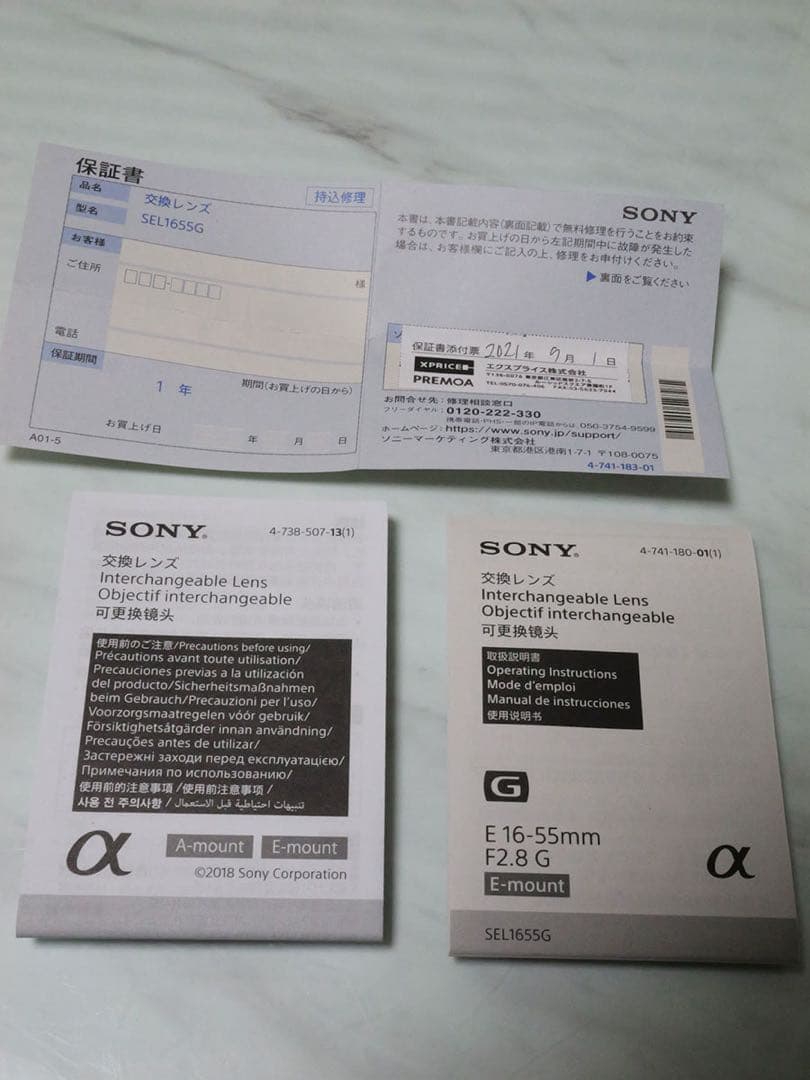 保証書
品名
交換レンズ
持込修理
型名
SEL1655G
お客様
ご住所
様
電話
保証期間
1 年
期間(お買上げの日から)
お買上げ日
年 月 日
A01-5
SONY
本書は、本書記載内容(裏面記載)で無料修理を行うことをお約束
するものです。お買上げの日から左記期間中に故障が発生した
場合は、お客様欄にご記入の上、修理をお申付けください。
▶裏面をご覧ください
保証書添付票 2021年 9月 1日
XPRICE エクスプライス株式会社
PREMOA
お問合せ先:修理相談窓口
フリーダイヤル:0120-222-330
携帯電話・PHS・一部のIP電話からは 050-3754-9599
ホームページ:https://www.sony.jp/support/
ソニーマーケティング株式会社
東京都港区港南1-7-1 〒108-0075
4-741-183-01
SONY®
4-738-507-13(1)
交換レンズ
Interchangeable Lens
Objectif interchangeable
可更换镜头
使用前のご注意/Precautions before using/
Précautions avant toute utilisation/
Precauciones previas a la utilización
del producto/Sicherheitsmaßnahmen
beim Gebrauch/Precauzioni per l'uso/
Voorzorgsmaatregelen vóór gebruik/
Försiktighetsåtgärder innan användning/
Precauções antes de utilizar/
Застережні заходи перед експлуатацією/
Примечания по использованию/
使用前的注意事項 /使用前注意事项 /
사용 전 주의사항 / تنبيهات احتياطية قبل الاستعمال
α
A-mount E-mount
©2018 Sony Corporation
SONY®
4-741-180-01(1)
交換レンズ
Interchangeable Lens
Objectif interchangeable
可更换镜头
取扱説明書
Operating Instructions
Mode d'emploi
Manual de instrucciones
使用说明书
G
E 16-55mm
F2.8 G
E-mount
α
SEL1655G